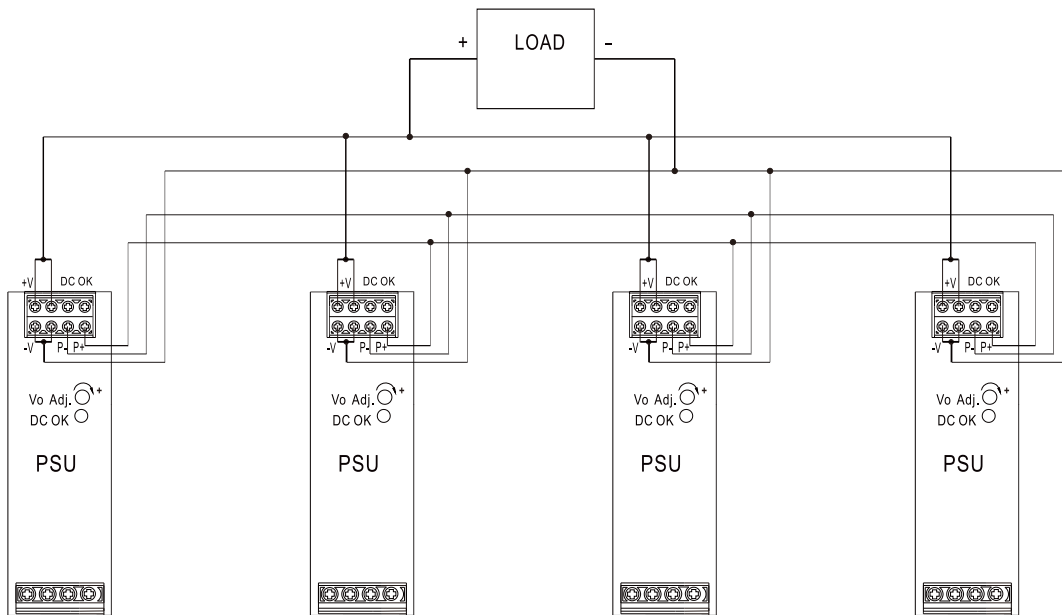 + LOAD -
+V DC OK
-V P- P+
Vo Adj. +
DC OK
PSU
+V DC OK
-V P- P+
Vo Adj. +
DC OK
PSU
+V DC OK
-V P- P+
Vo Adj. +
DC OK
PSU
+V DC OK
-V P- P+
Vo Adj. +
DC OK
PSU